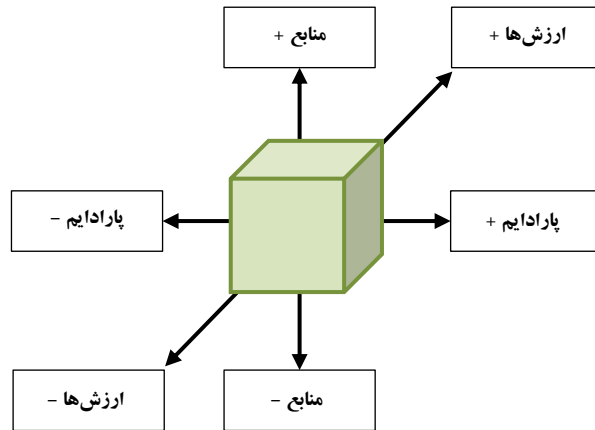 منابع +
ارزش‌ها +
پارادایم −
پارادایم +
ارزش‌ها −
منابع −